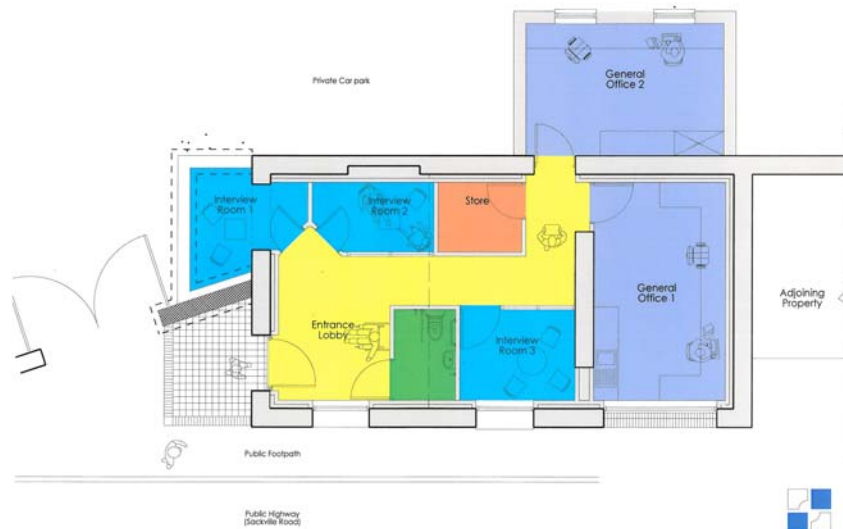 General
Office 2
Private Car park
Interview
Room 1
Interview
Room 2
Store
General
Office 1
Adjoining
Property
Entrance
Lobby
Interview
Room 3
Public Footpath
Public Highway
(Sackville Road)